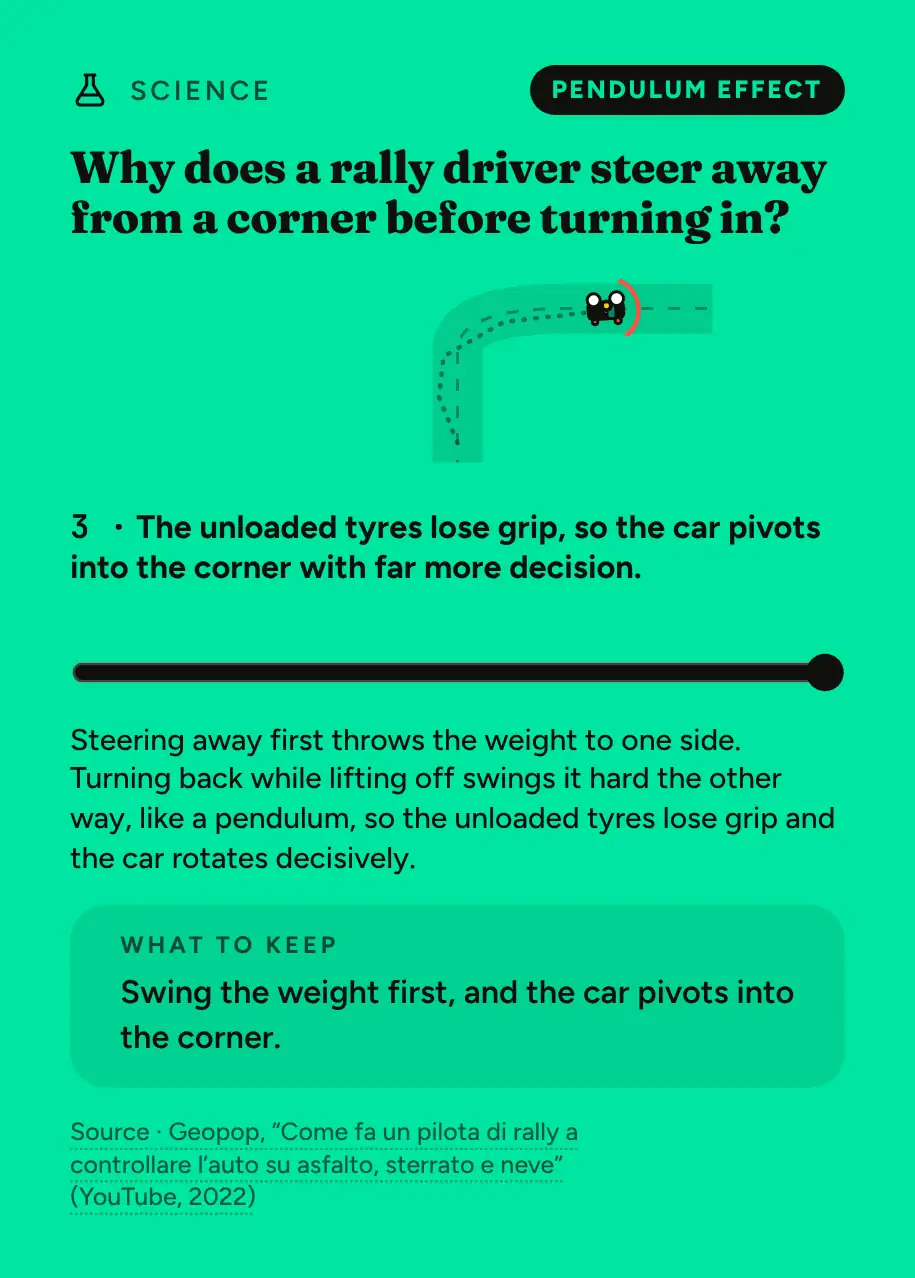 SCIENCE
PENDULUM EFFECT
Why does a rally driver steer away
from a corner before turning in?
3 · The unloaded tyres lose grip, so the car pivots
into the corner with far more decision.
Steering away first throws the weight to one side.
Turning back while lifting off swings it hard the other
way, like a pendulum, so the unloaded tyres lose grip and
the car rotates decisively.
WHAT TO KEEP
Swing the weight first, and the car pivots into
the corner.
Source · Geopop, “Come fa un pilota di rally a
controllare l’auto su asfalto, sterrato e neve”
(YouTube, 2022)